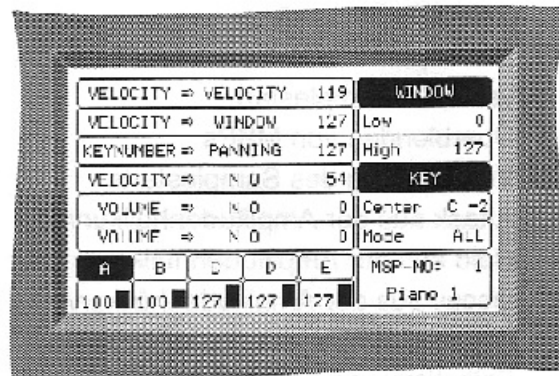 VELOCITY ⇒ VELOCITY 119
VELOCITY ⇒ WINDOW 127
KEYNUMBER ⇒ PANNING 127
VELOCITY ⇒ N O 54
VOLUME ⇒ N O 0
VOLUME ⇒ N O 0
WINDOW
Low 0
High 127
KEY
Center C -2
Mode ALL
A B C D E
100 100 127 127 127
MSP-NO: 1
Piano 1